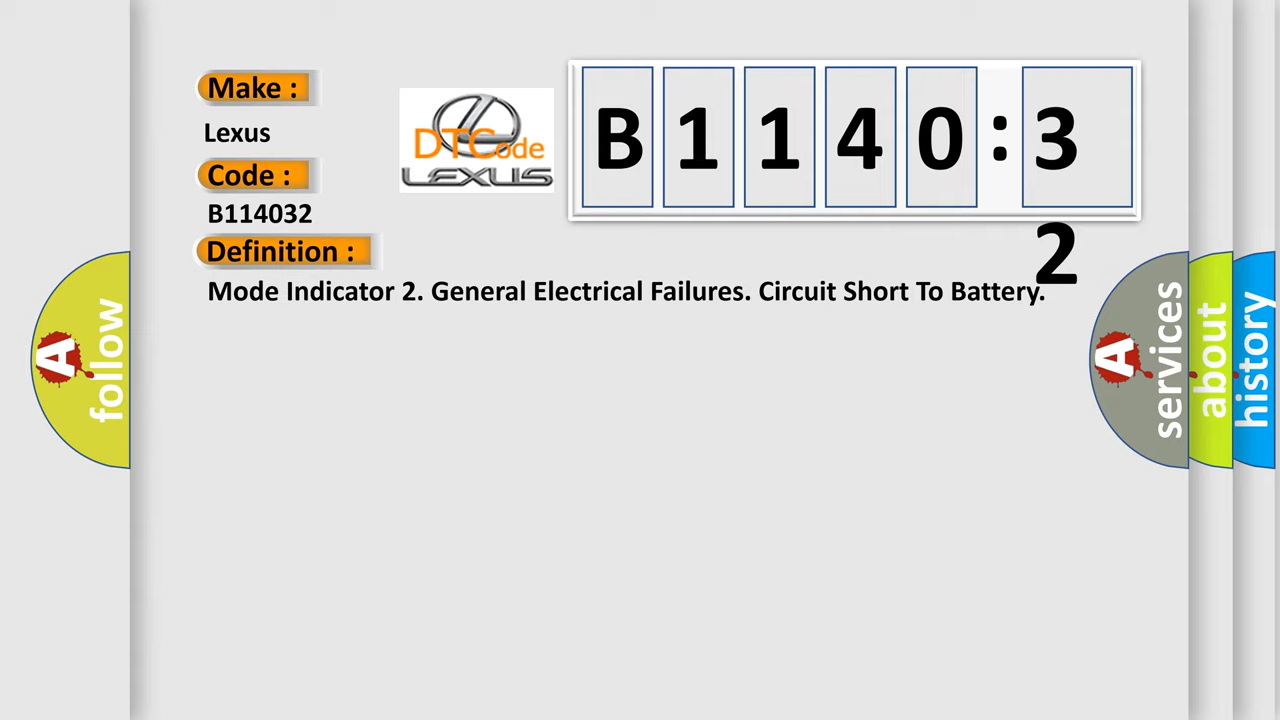 Make :
Lexus
Code :
B114032
Definition :
Mode Indicator 2. General Electrical Failures. Circuit Short To Battery.
DTCode
LEXUS
B 1 1 4 0 : 3
2
A
follow
A
services
about
history